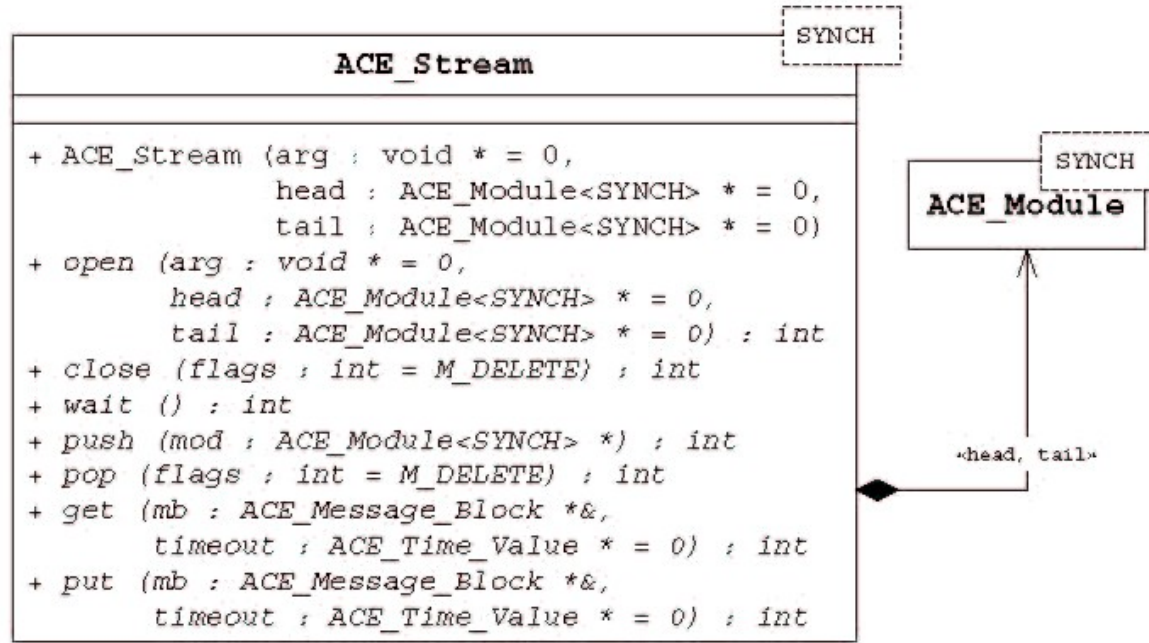 SYNCH
ACE_Stream
+ ACE_Stream (arg : void * = 0,
head : ACE_Module<SYNCH> * = 0,
tail : ACE_Module<SYNCH> * = 0)
+ open (arg : void * = 0,
head : ACE_Module<SYNCH> * = 0,
tail : ACE_Module<SYNCH> * = 0) : int
+ close (flags : int = M_DELETE) : int
+ wait () : int
+ push (mod : ACE_Module<SYNCH> *) : int
+ pop (flags : int = M_DELETE) : int
+ get (mb : ACE_Message_Block *&,
timeout : ACE_Time_Value * = 0) : int
+ put (mb : ACE_Message_Block *&,
timeout : ACE_Time_Value * = 0) : int
SYNCH
ACE_Module
«head, tail»